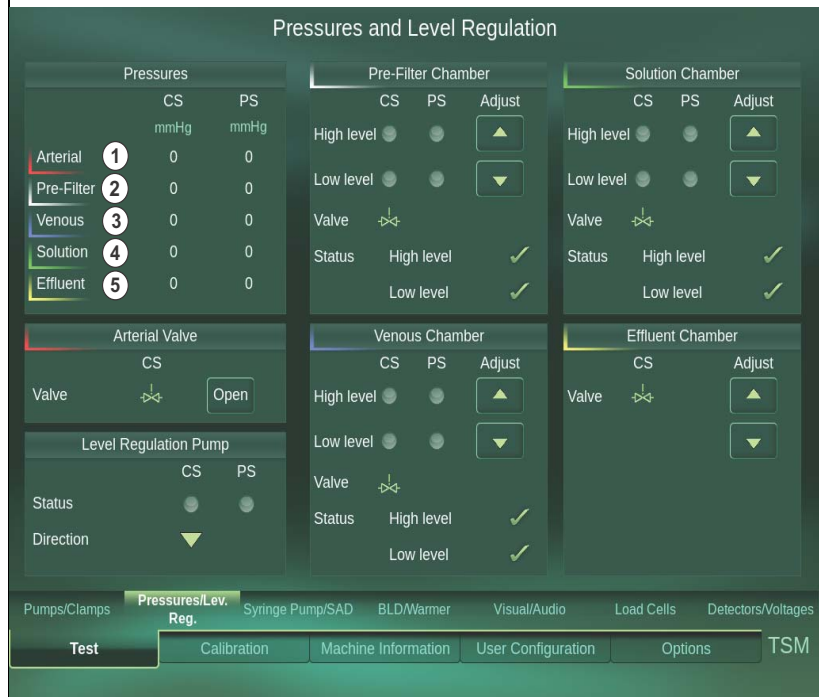 Pressures and Level Regulation
Pressures
CS PS
mmHg mmHg
Arterial 1 0 0
Pre-Filter 2 0 0
Venous 3 0 0
Solution 4 0 0
Effluent 5 0 0
Pre-Filter Chamber
CS PS Adjust
High level
Low level
Valve
Status High level
Low level
Solution Chamber
CS PS Adjust
High level
Low level
Valve
Status High level
Low level
Arterial Valve
CS
Valve Open
Level Regulation Pump
CS PS
Status
Direction
Venous Chamber
CS PS Adjust
High level
Low level
Valve
Status High level
Low level
Effluent Chamber
CS Adjust
Valve
Pumps/Clamps
Pressures/Lev.
Reg.
Syringe Pump/SAD
BLD/Warmer
Visual/Audio
Load Cells
Detectors/Voltages
Test Calibration Machine Information User Configuration Options TSM